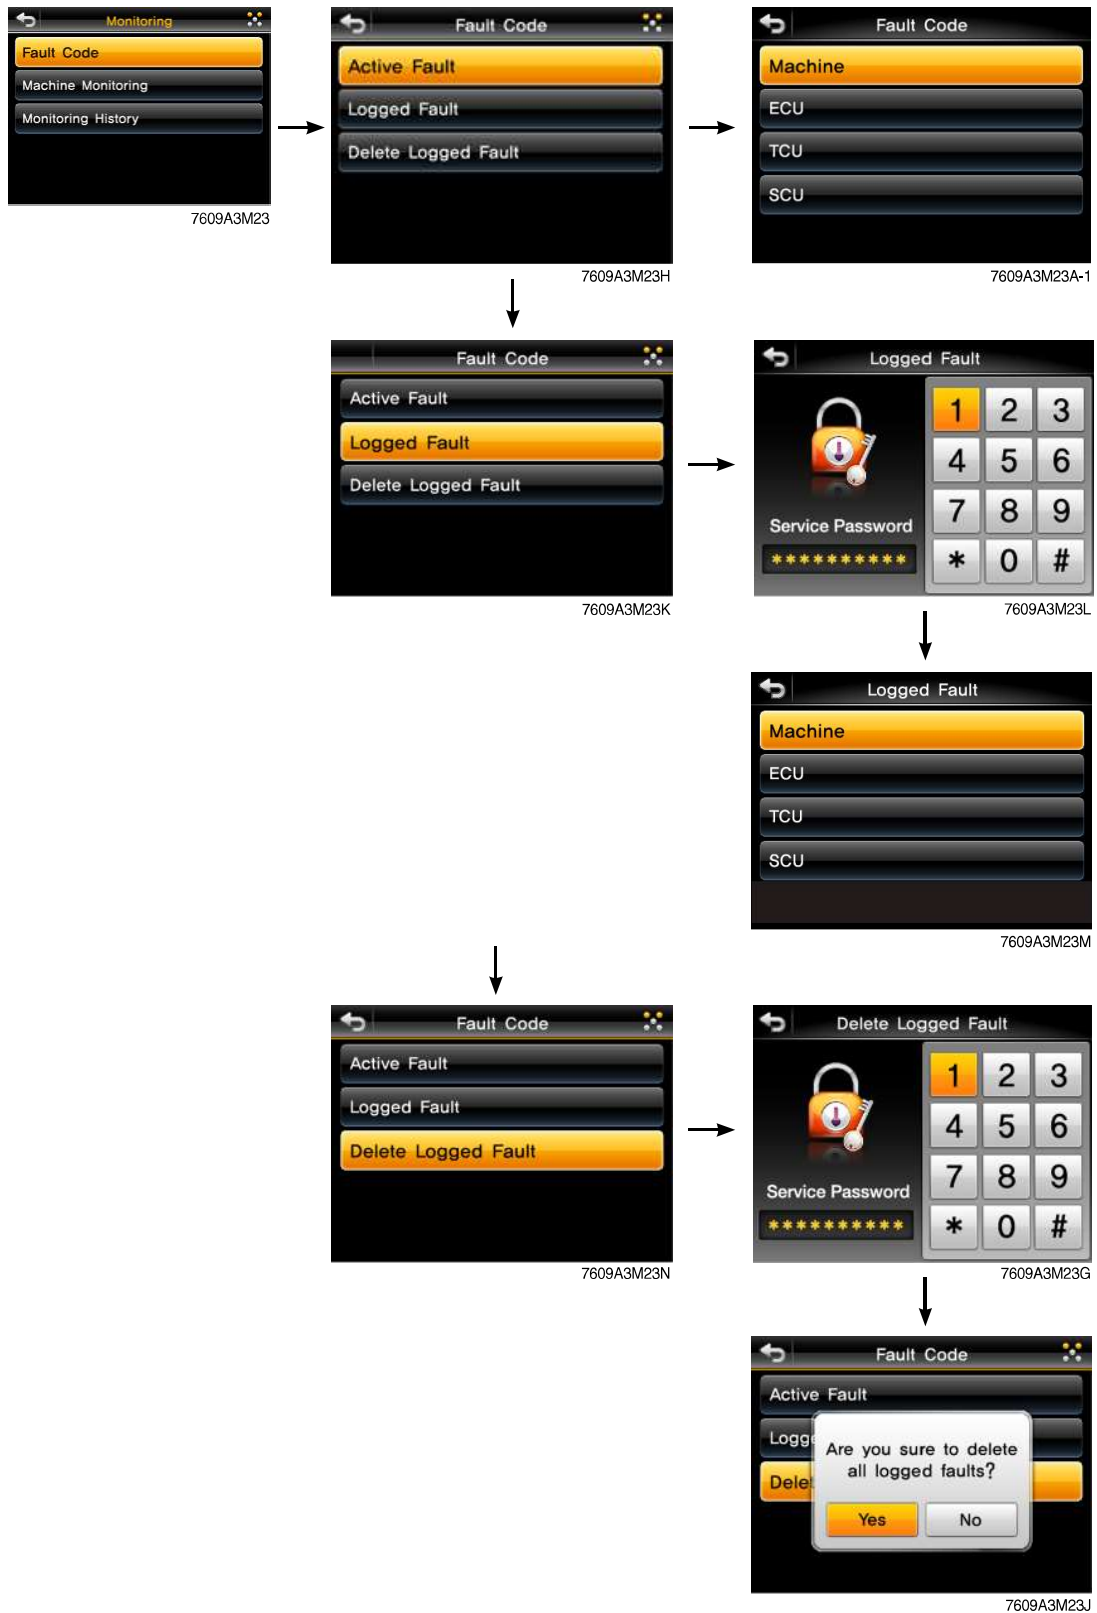 Monitoring
Fault Code
Machine Monitoring
Monitoring History
7609A3M23
Fault Code
Active Fault
Logged Fault
Delete Logged Fault
7609A3M23H
Fault Code
Machine
ECU
TCU
SCU
7609A3M23A-1
Fault Code
Active Fault
Logged Fault
Delete Logged Fault
7609A3M23K
Logged Fault
1 2 3
4 5 6
7 8 9
* 0 #
Service Password
**********
7609A3M23L
Logged Fault
Machine
ECU
TCU
SCU
7609A3M23M
Fault Code
Active Fault
Logged Fault
Delete Logged Fault
7609A3M23N
Delete Logged Fault
1 2 3
4 5 6
7 8 9
* 0 #
Service Password
**********
7609A3M23G
Fault Code
Active Fault
Logge
Delet
Are you sure to delete
all logged faults?
Yes No
7609A3M23J